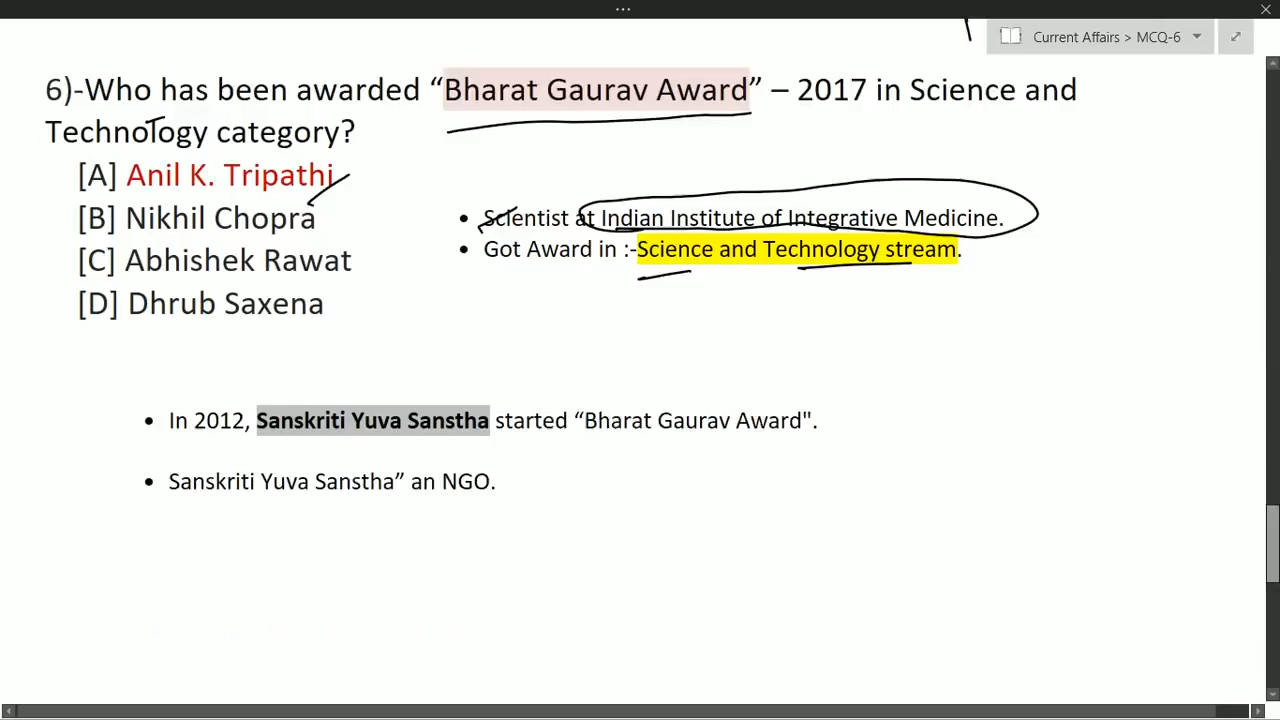 Current Affairs > MCQ-6
6)-Who has been awarded “Bharat Gaurav Award” – 2017 in Science and
Technology category?
[A] Anil K. Tripathi
[B] Nikhil Chopra
[C] Abhishek Rawat
[D] Dhrub Saxena
• Scientist at Indian Institute of Integrative Medicine.
• Got Award in :-Science and Technology stream.
• In 2012, Sanskriti Yuva Sanstha started “Bharat Gaurav Award".
• Sanskriti Yuva Sanstha” an NGO.